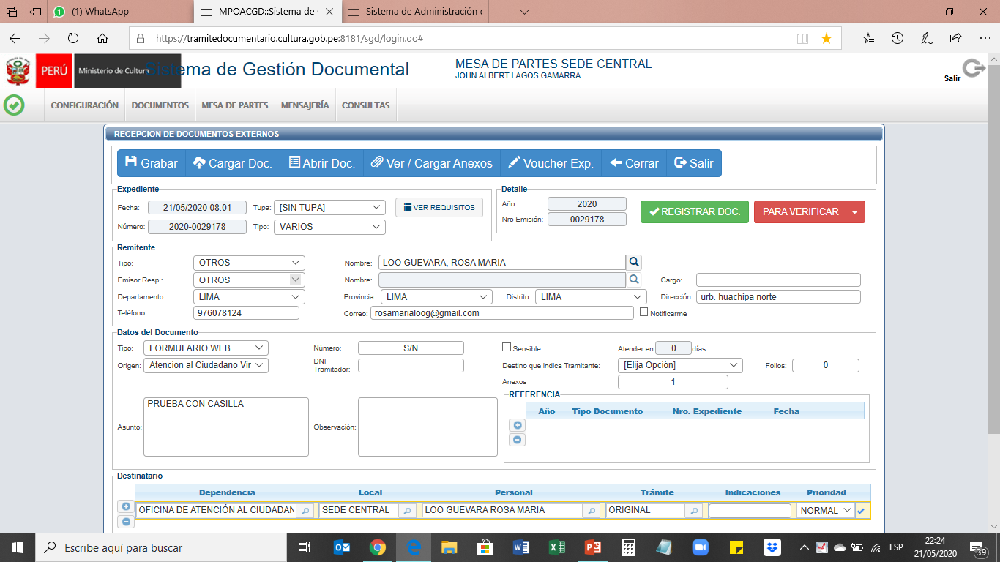 (1) WhatsApp
MPOACGD::Sistema de
Sistema de Administración
https://tramitedocumentario.cultura.gob.pe:8181/sgd/login.do#
PERÚ
Ministerio de Cultura
Sistema de Gestión Documental
MESA DE PARTES SEDE CENTRAL
JOHN ALBERT LAGOS GAMARRA
Salir
CONFIGURACIÓN
DOCUMENTOS
MESA DE PARTES
MENSAJERÍA
CONSULTAS
RECEPCION DE DOCUMENTOS EXTERNOS
Grabar
Cargar Doc.
Abrir Doc.
Ver / Cargar Anexos
Voucher Exp.
Cerrar
Salir
Expediente
Fecha: 21/05/2020 08:01 Tupa: [SIN TUPA] VER REQUISITOS
Número: 2020-0029178 Tipo: VARIOS
Detalle
Año: 2020
Nro Emisión: 0029178
REGISTRAR DOC.
PARA VERIFICAR
Remitente
Tipo: OTROS Nombre: LOO GUEVARA, ROSA MARIA -
Emisor Resp.: OTROS Nombre: Cargo:
Departamento: LIMA Provincia: LIMA Distrito: LIMA Dirección: urb. huachipa norte
Teléfono: 976078124 Correo: rosamarialoog@gmail.com Notificarme
Datos del Documento
Tipo: FORMULARIO WEB Número: S/N Sensible Atender en 0 días
Origen: Atencion al Ciudadano Vir DNI Tramitador: Destino que indica Tramitante: [Elija Opción] Folios: 0
Anexos 1
Asunto: PRUEBA CON CASILLA
Observación:
REFERENCIA
Año Tipo Documento Nro. Expediente Fecha
Destinatario
Dependencia Local Personal Trámite Indicaciones Prioridad
OFICINA DE ATENCIÓN AL CIUDADAN SEDE CENTRAL LOO GUEVARA ROSA MARIA ORIGINAL NORMAL
Escribe aquí para buscar
ESP
22:24
21/05/2020
39